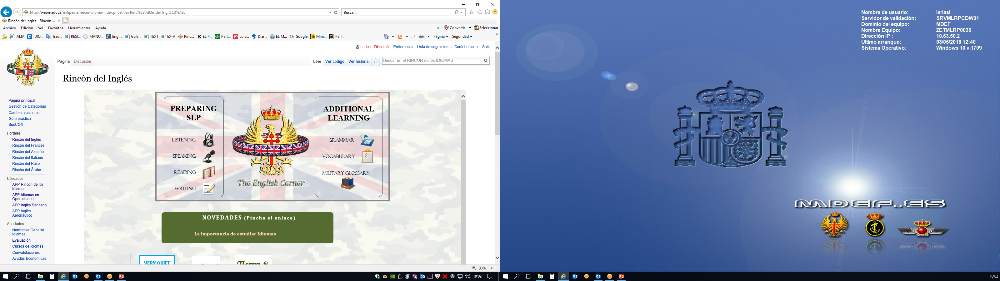 http://webmadoc2/milipedia/rinconIdioma/index.php?title=Rinc%C3%B3n_del_Ingl%C3%A9s
Buscar...
Rincón del Inglés - Rincón ...
Archivo Edición Ver Favoritos Herramientas Ayuda
Convertir Seleccionar
IALIA IDIO... Trad... RESI... MANU... Engl... Guía... TEXT EX-A Rinc... EL P... Part... curs... Diar... EL M... Google Mini... Parl...
Página Seguridad
Lariasl Discusión Preferencias Lista de seguimiento Contribuciones Salir
Página Discusión
Leer Ver código Ver historial
Buscar en el RINCÓN de los IDIOMAS
Rincón del Inglés
Página principal
Gestión de Categorías
Cambios recientes
Guía práctica
BusCÓN
Portales
Rincón del Inglés
Rincón del Francés
Rincón del Alemán
Rincón del Italiano
Rincón del Ruso
Rincón del Árabe
Utilidades
APP Rincón de los
Idiomas
APP Idiomas en
Operaciones
APP Inglés Sanitario
APP Inglés
Aeronáutico
Apartados
Normativa General
Idiomas
Evaluación
Cursos de idiomas
Convalidaciones
Ayudas Económicas
PREPARING
SLP
LISTENING
SPEAKING
READING
WRITING
The English Corner
ADDITIONAL
LEARNING
GRAMMAR
VOCABULARY
MILITARY GLOSSARY
NOVEDADES (Pincha el enlace)
La importancia de estudiar Idiomas
VERY QUIET
Tierra
100%
10:02
Nombre de usuario: lariasl
Servidor de validación: SRVMLRPCDW01
Dominio del equipo: MDEF
Nombre Equipo: ZETMLRP0036
Dirección IP : 10.63.50.2
Ultimo arranque: 03/05/2018 12:40
Sistema Operativo: Windows 10 v.1709
MDEF.ES
10:02